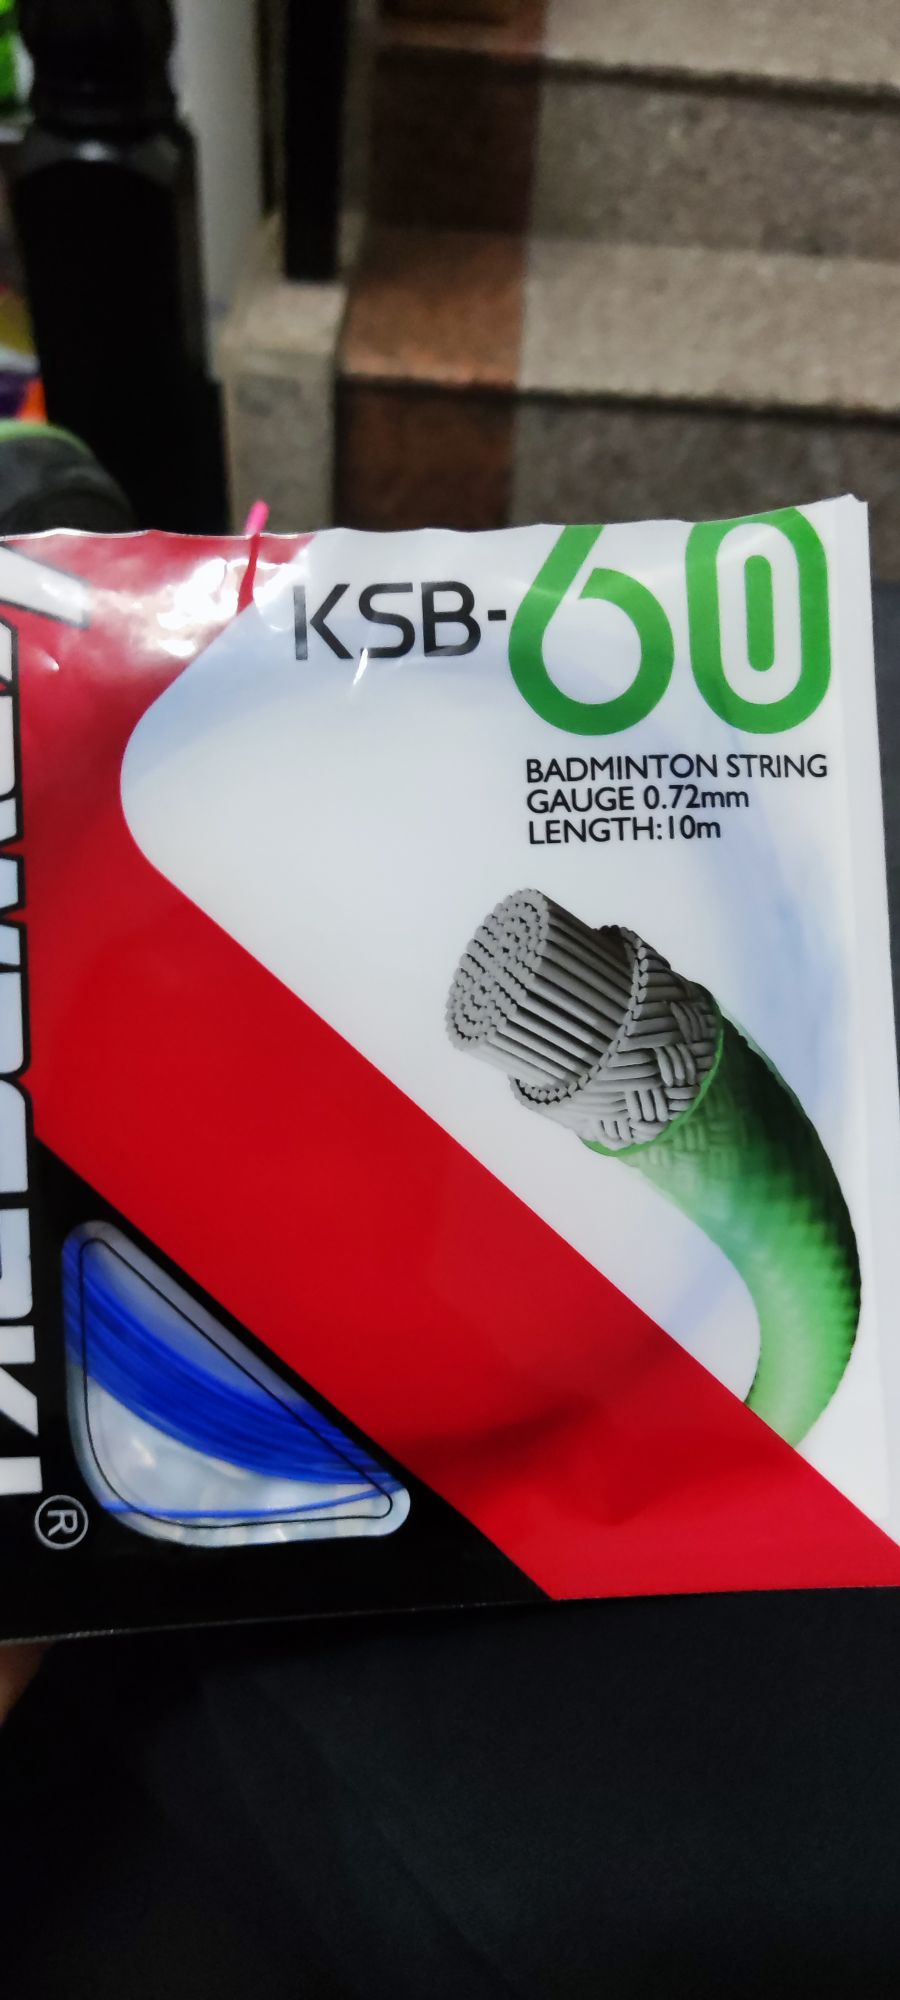 KSB-60
BADMINTON STRING
GAUGE 0.72mm
LENGTH:10m
®